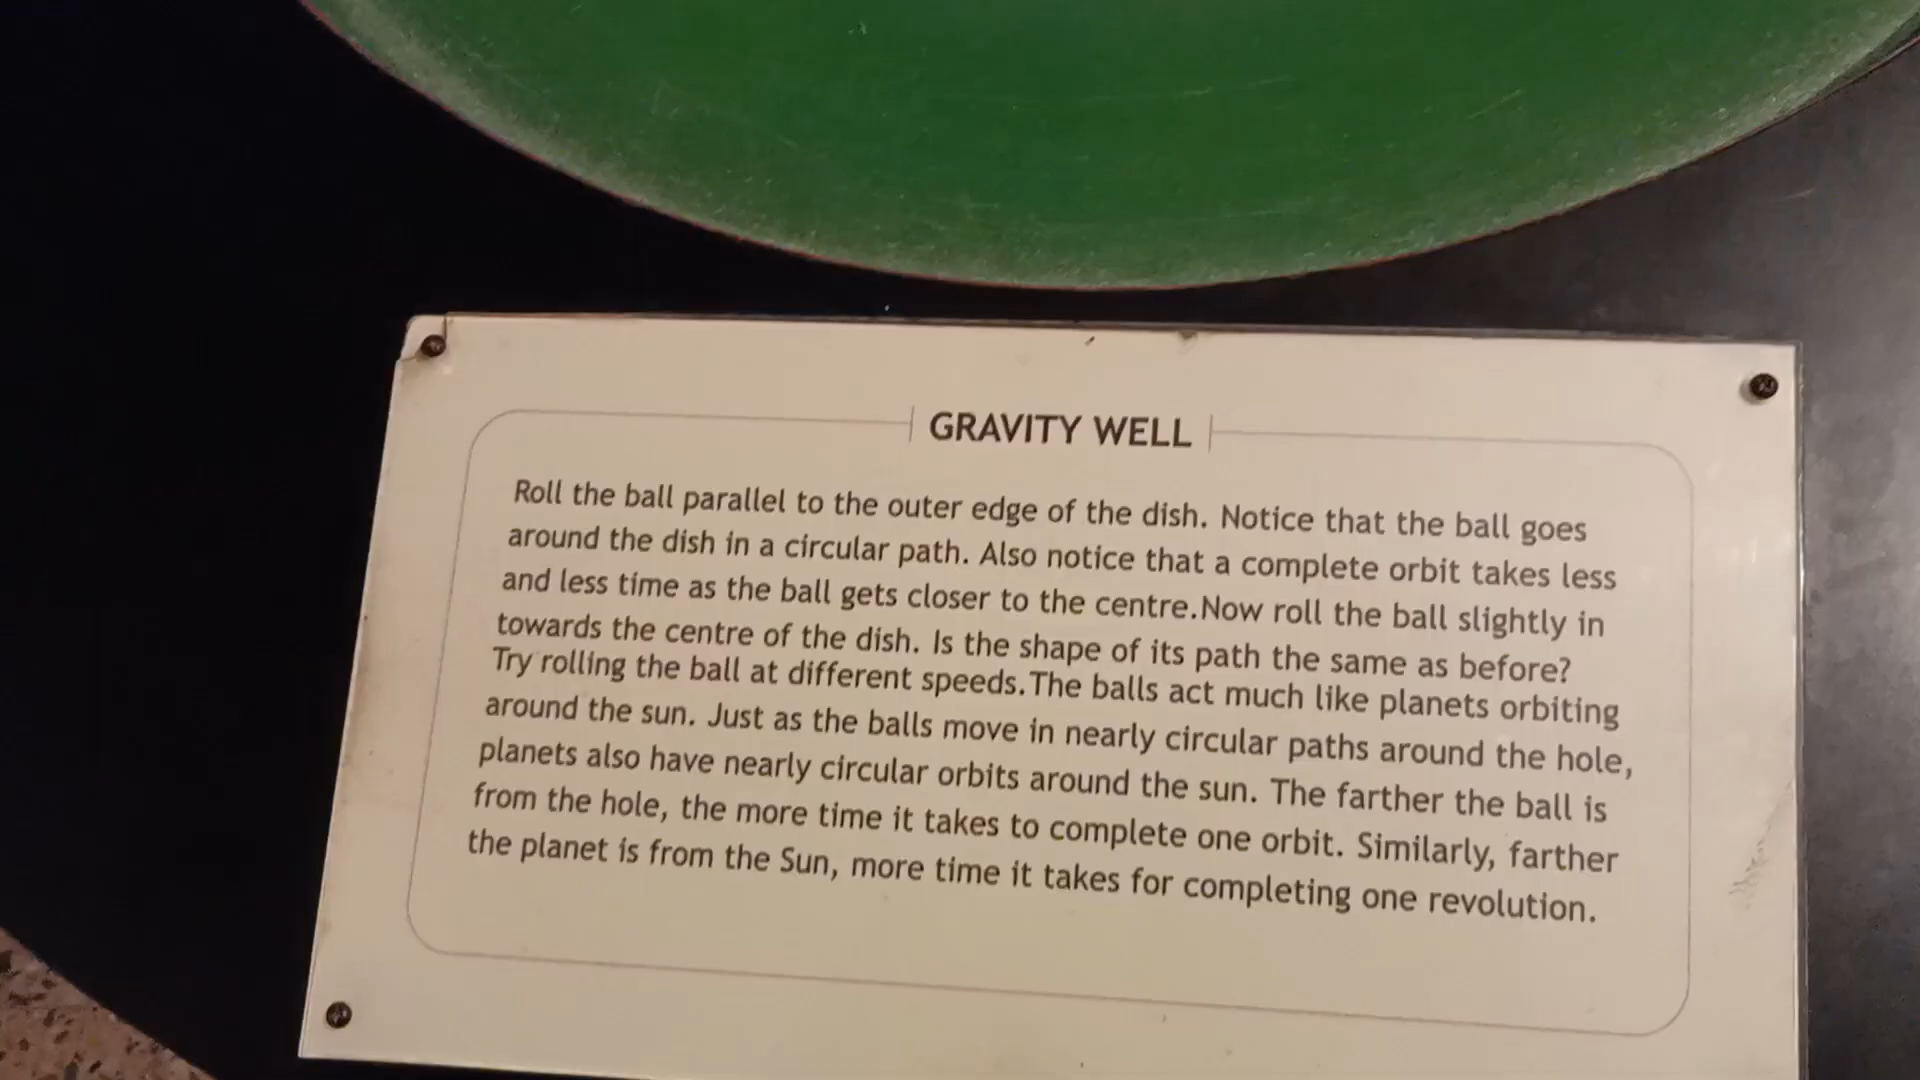 GRAVITY WELL
Roll the ball parallel to the outer edge of the dish. Notice that the ball goes
around the dish in a circular path. Also notice that a complete orbit takes less
and less time as the ball gets closer to the centre.Now roll the ball slightly in
towards the centre of the dish. Is the shape of its path the same as before?
Try rolling the ball at different speeds.The balls act much like planets orbiting
around the sun. Just as the balls move in nearly circular paths around the hole,
planets also have nearly circular orbits around the sun. The farther the ball is
from the hole, the more time it takes to complete one orbit. Similarly, farther
the planet is from the Sun, more time it takes for completing one revolution.